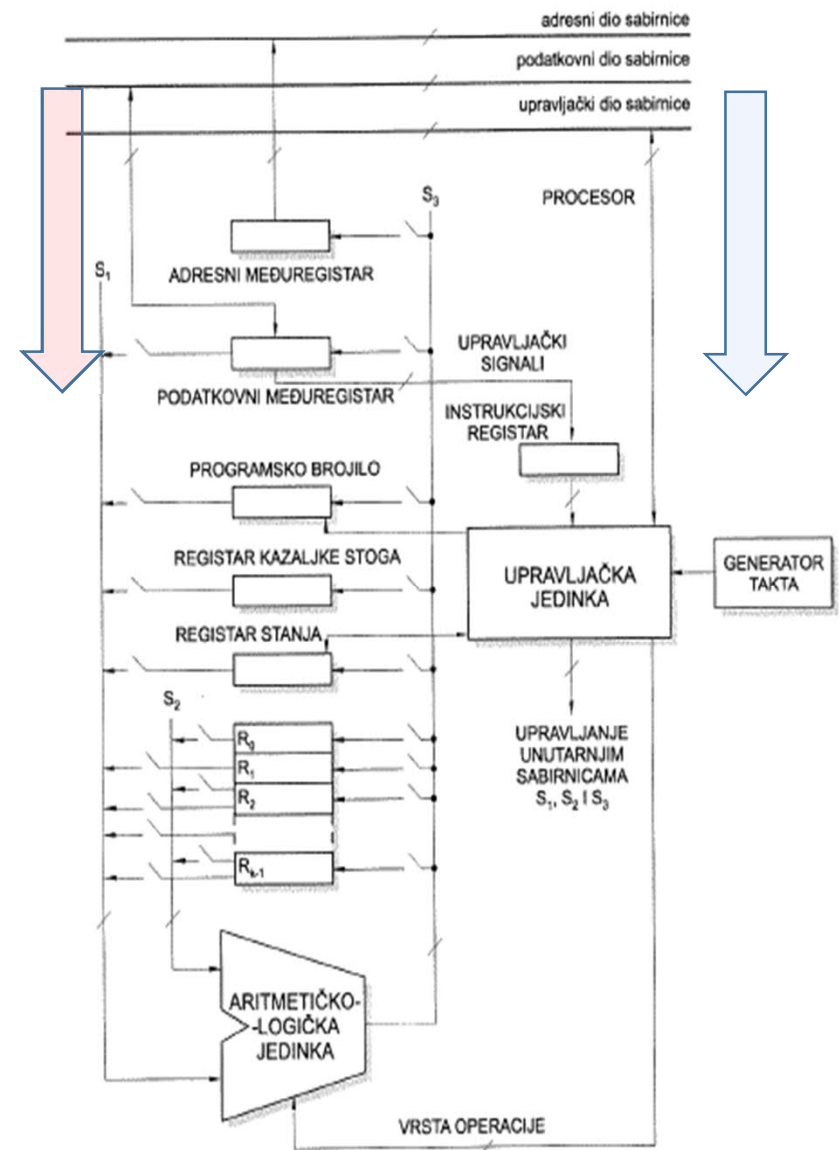 adresni dio sabirnice
podatkovni dio sabirnice
upravljački dio sabirnice
S₃
PROCESOR
S₁
ADRESNI MEĐUREGISTAR
UPRAVLJAČKI
SIGNALI
PODATKOVNI MEĐUREGISTAR
INSTRUKCIJSKI
REGISTAR
PROGRAMSKO BROJILO
REGISTAR KAZALJKE STOGA
UPRAVLJAČKA
JEDINKA
GENERATOR
TAKTA
REGISTAR STANJA
S₂
R₀
R₁
R₂
Rₖ₋₁
UPRAVLJANJE
UNUTARNJIM
SABIRNICAMA
S₁, S₂ I S₃
ARITMETIČKO-
-LOGIČKA
JEDINKA
VRSTA OPERACIJE